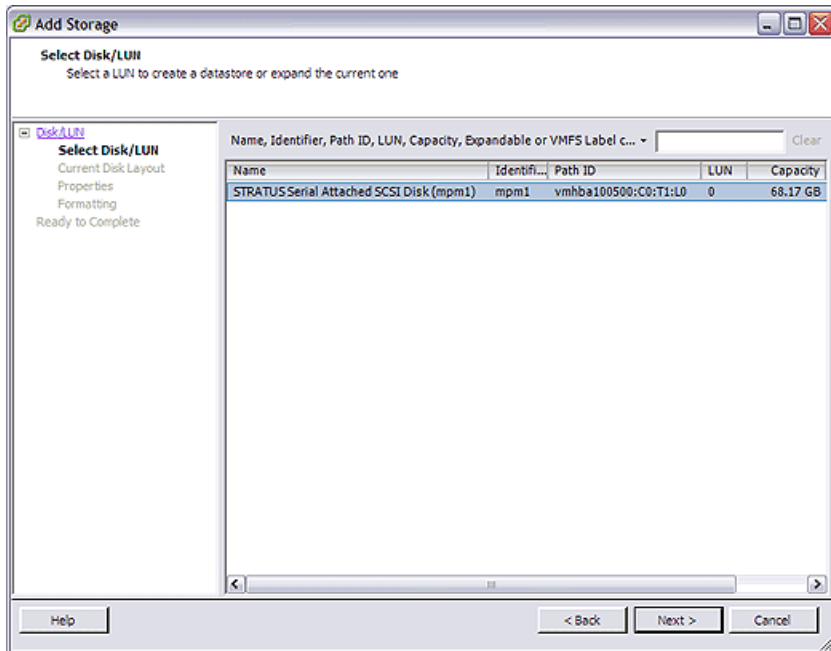 Add Storage
Select Disk/LUN
Select a LUN to create a datastore or expand the current one
Disk/LUN
Select Disk/LUN
Current Disk Layout
Properties
Formatting
Ready to Complete
Name, Identifier, Path ID, LUN, Capacity, Expandable or VMFS Label c... Clear
Name Identifi... Path ID LUN Capacity
STRATUS Serial Attached SCSI Disk (mpm1) mpm1 vmhba100500:C0:T1:L0 0 68.17 GB
Help < Back Next > Cancel